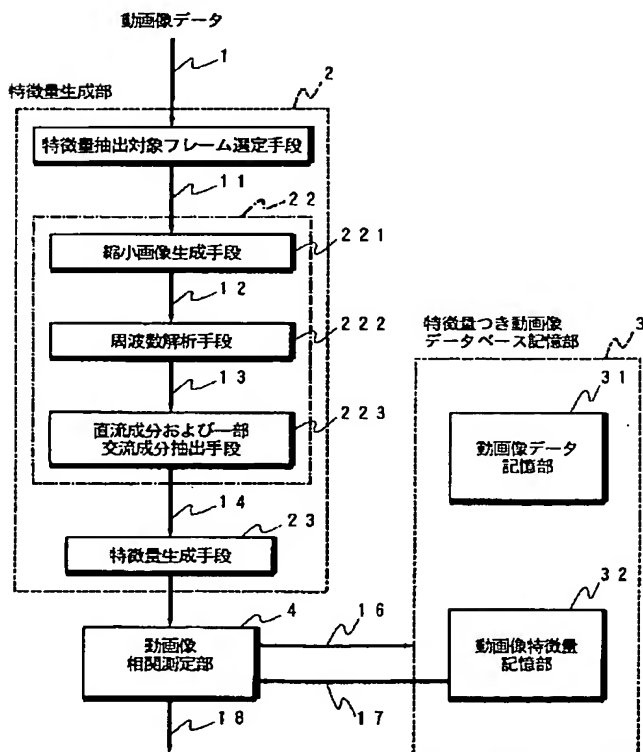 動画像データ
1
特徴量生成部
2
特徴量抽出対象フレーム選定手段
11
22
縮小画像生成手段
221
12
周波数解析手段
222
13
直流成分および一部
交流成分抽出手段
223
14
23
特徴量生成手段
4
動画像
相関測定部
16
17
18
特徴量つき動画像
データベース記憶部
3
31
動画像データ
記憶部
32
動画像特徴量
記憶部